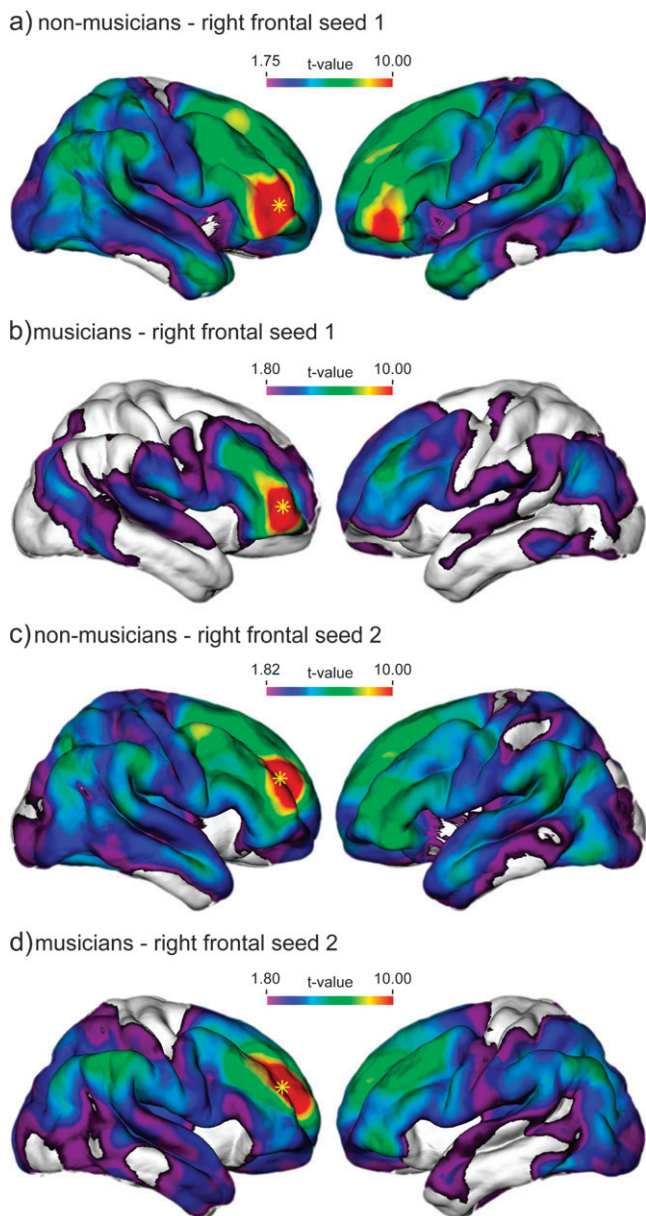 a) non-musicians - right frontal seed 1
1.75 t-value 10.00
b) musicians - right frontal seed 1
1.80 t-value 10.00
c) non-musicians - right frontal seed 2
1.82 t-value 10.00
d) musicians - right frontal seed 2
1.80 t-value 10.00